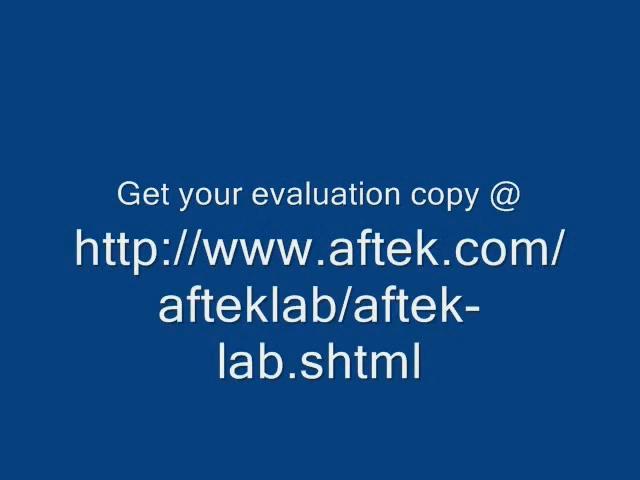 Get your evaluation copy @
http://www.aftek.com/
afteklab/aftek-
lab.shtml